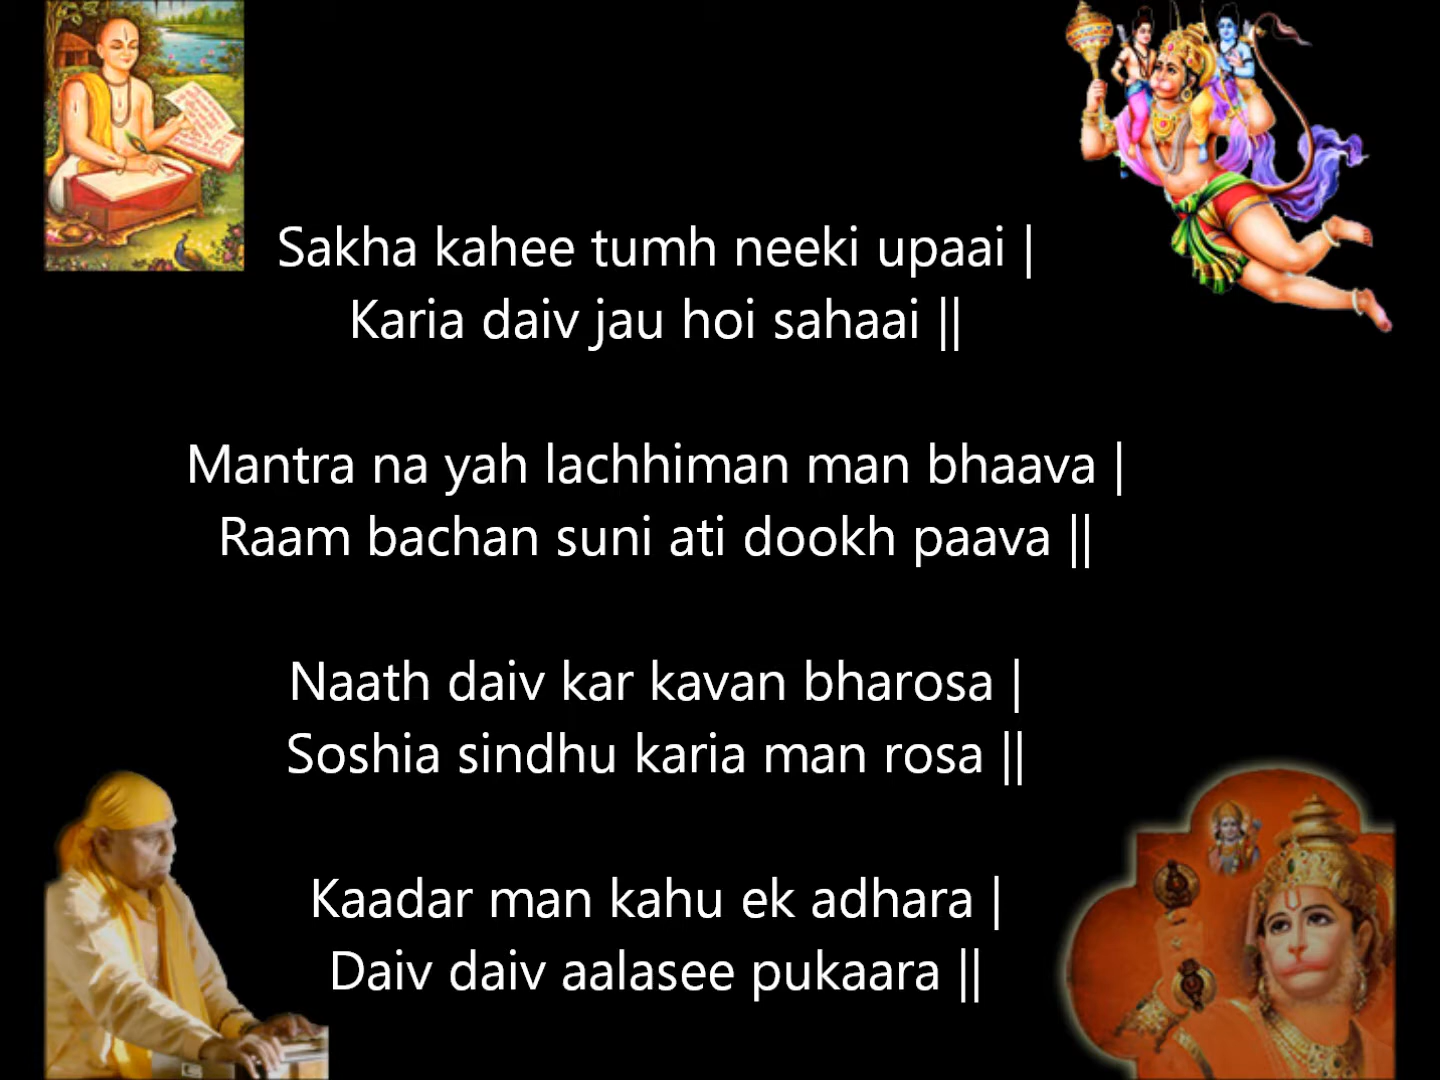 Sakha kahee tumh neeki upaai |
Karia daiv jau hoi sahaai ||
Mantra na yah lachhiman man bhaava |
Raam bachan suni ati dookh paava ||
Naath daiv kar kavan bharosa |
Soshia sindhu karia man rosa ||
Kaadar man kahu ek adhara |
Daiv daiv aalasee pukaara ||